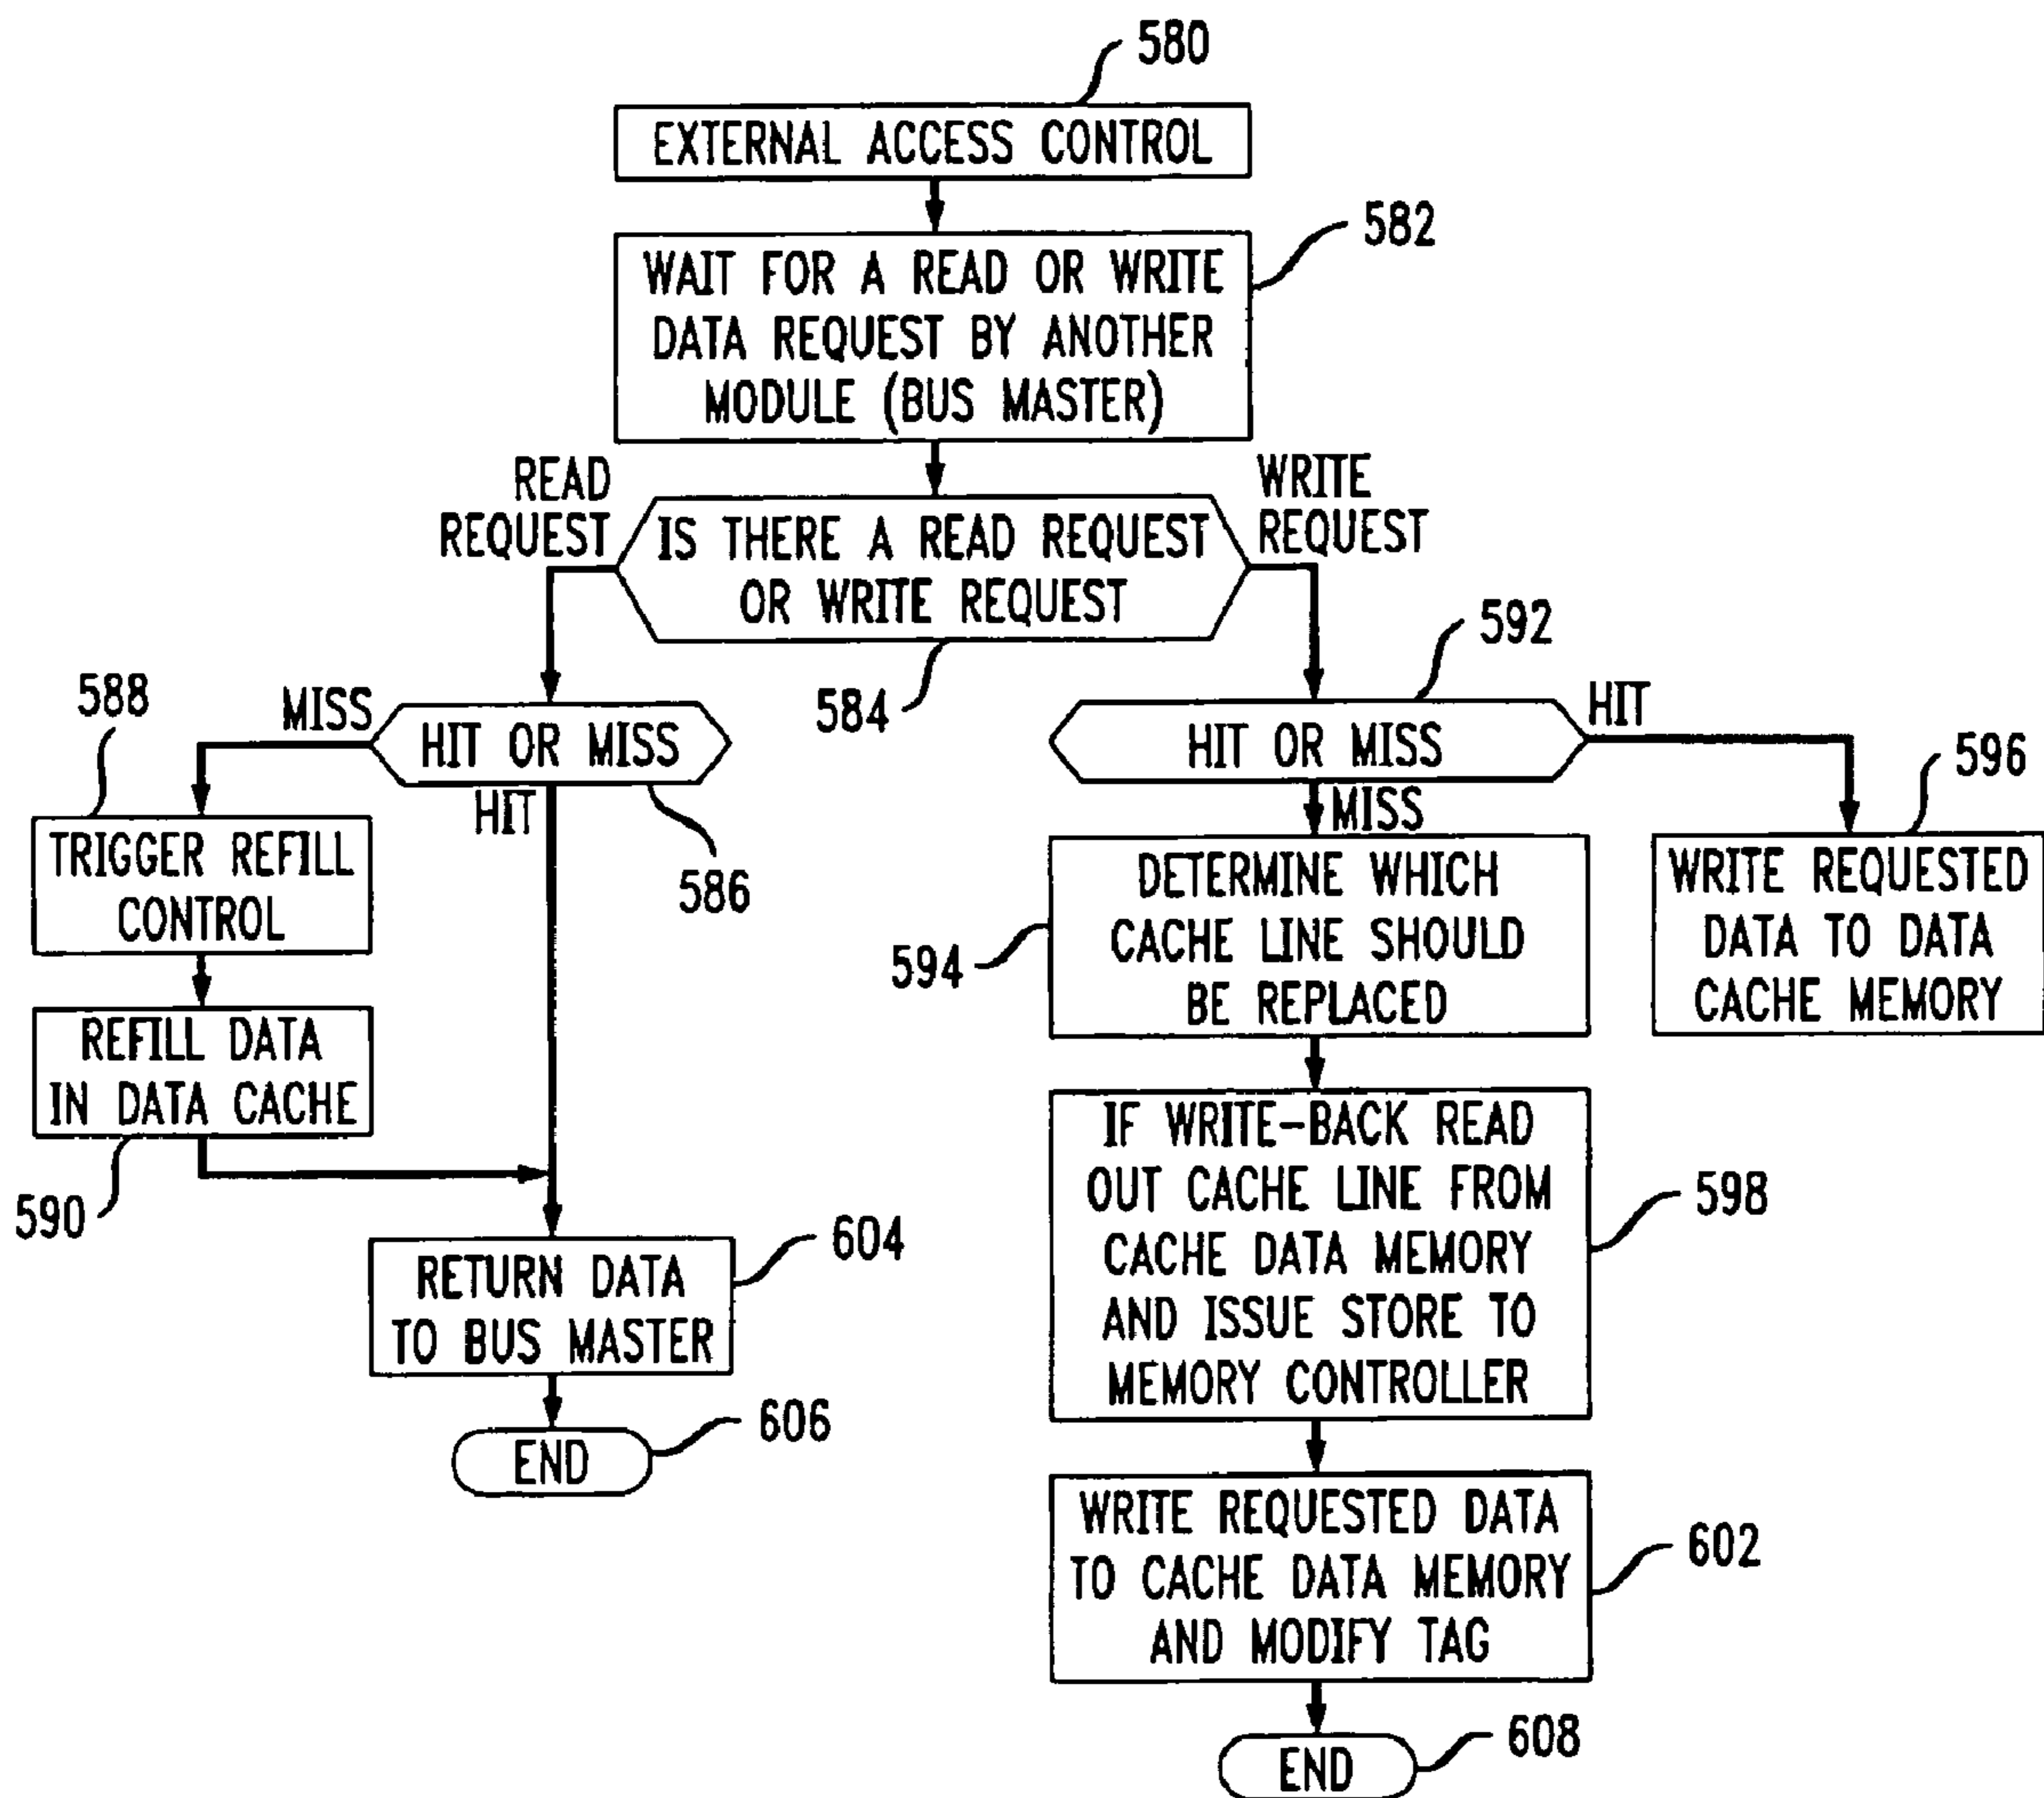 580
EXTERNAL ACCESS CONTROL
582
WAIT FOR A READ OR WRITE
DATA REQUEST BY ANOTHER
MODULE (BUS MASTER)
READ
REQUEST
WRITE
REQUEST
IS THERE A READ REQUEST
OR WRITE REQUEST
584
588
MISS
HIT OR MISS
HIT
586
592
HIT OR MISS
HIT
MISS
596
TRIGGER REFILL
CONTROL
REFILL DATA
IN DATA CACHE
590
RETURN DATA
TO BUS MASTER
604
END
606
DETERMINE WHICH
CACHE LINE SHOULD
BE REPLACED
594
WRITE REQUESTED
DATA TO DATA
CACHE MEMORY
IF WRITE-BACK READ
OUT CACHE LINE FROM
CACHE DATA MEMORY
AND ISSUE STORE TO
MEMORY CONTROLLER
598
WRITE REQUESTED DATA
TO CACHE DATA MEMORY
AND MODIFY TAG
602
END
608